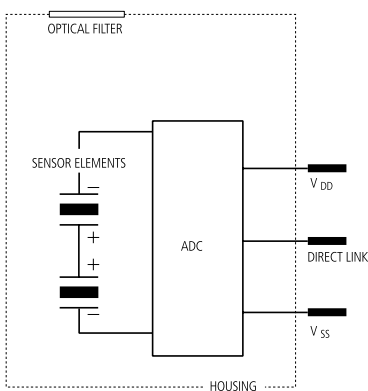 OPTICAL FILTER
SENSOR ELEMENTS
−
+
+
−
ADC
V DD
DIRECT LINK
V SS
HOUSING